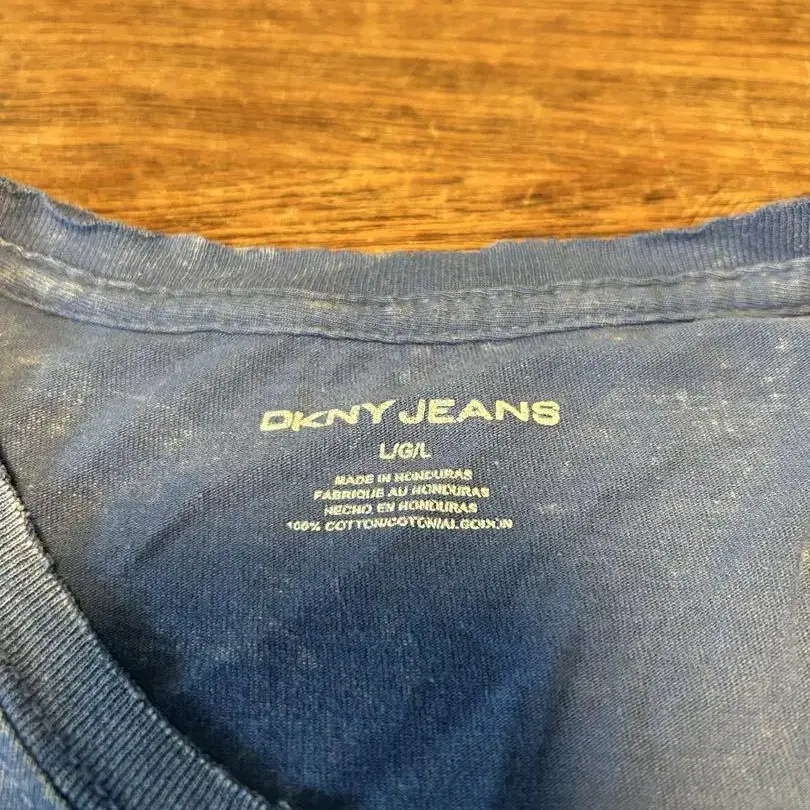 DKNY JEANS
L/G/L
MADE IN HONDURAS
FABRIQUE AU HONDURAS
HECHO EN HONDURAS
100% COTTON/COTON/ALGODON